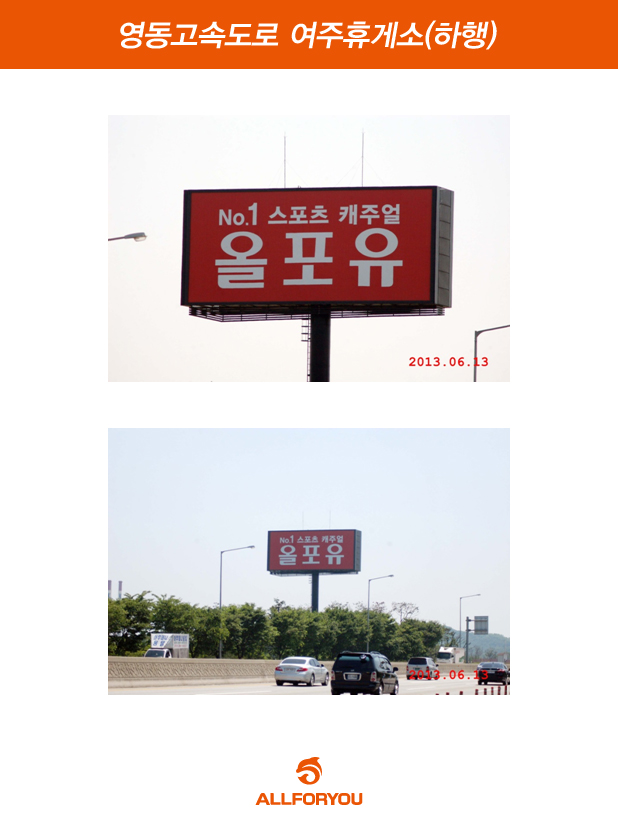 영동고속도로 여주휴게소(하행)
No.1 스포츠 캐주얼
올포유
2013.06.13
No.1 스포츠 캐주얼
올포유
2013.06.13
ALLFORYOU